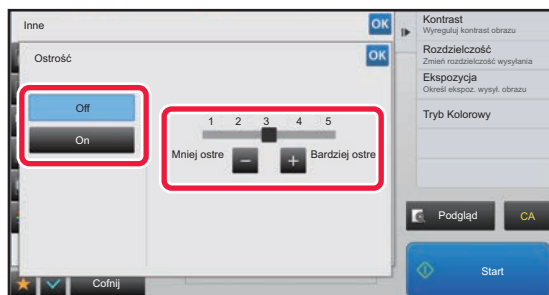 Inne
OK
Ostrość
OK
Off
On
1 2 3 4 5
Mniej ostre
Bardziej ostre
Cofnij
Kontrast
Wyreguluj kontrast obrazu
Rozdzielczość
Zmień rozdzielczość wysyłania
Ekspozycja
Określ ekspoz. wysył. obrazu
Tryb Kolorowy
Podgląd
CA
Start